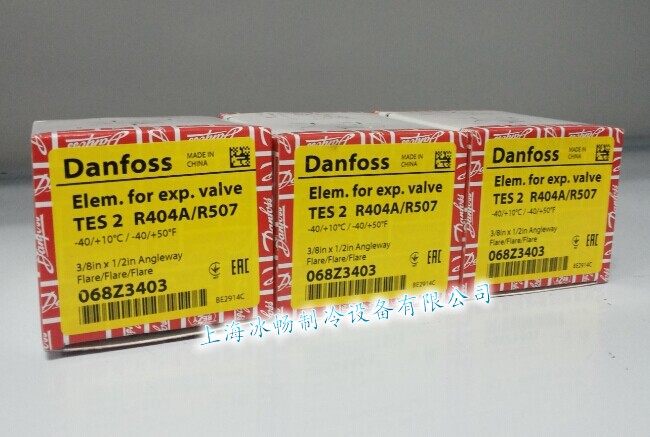 Danfoss
MADE IN
CHINA
Elem. for exp. valve
TES 2 R404A/R507
-40/+10°C / -40/+50°F
3/8in x 1/2in Angleway
Flare/Flare/Flare
068Z3403
EAC
BE2914C
Danfoss
MADE IN
CHINA
Elem. for exp. valve
TES 2 R404A/R507
-40/+10°C / -40/+50°F
3/8in x 1/2in Angleway
Flare/Flare/Flare
068Z3403
EAC
BE2914C
Danfoss
MADE IN
CHINA
Elem. for exp. valve
TES 2 R404A/R507
-40/+10°C / -40/+50°F
3/8in x 1/2in Angleway
Flare/Flare/Flare
068Z3403
EAC
BE2914C
上海冰畅制冷设备有限公司